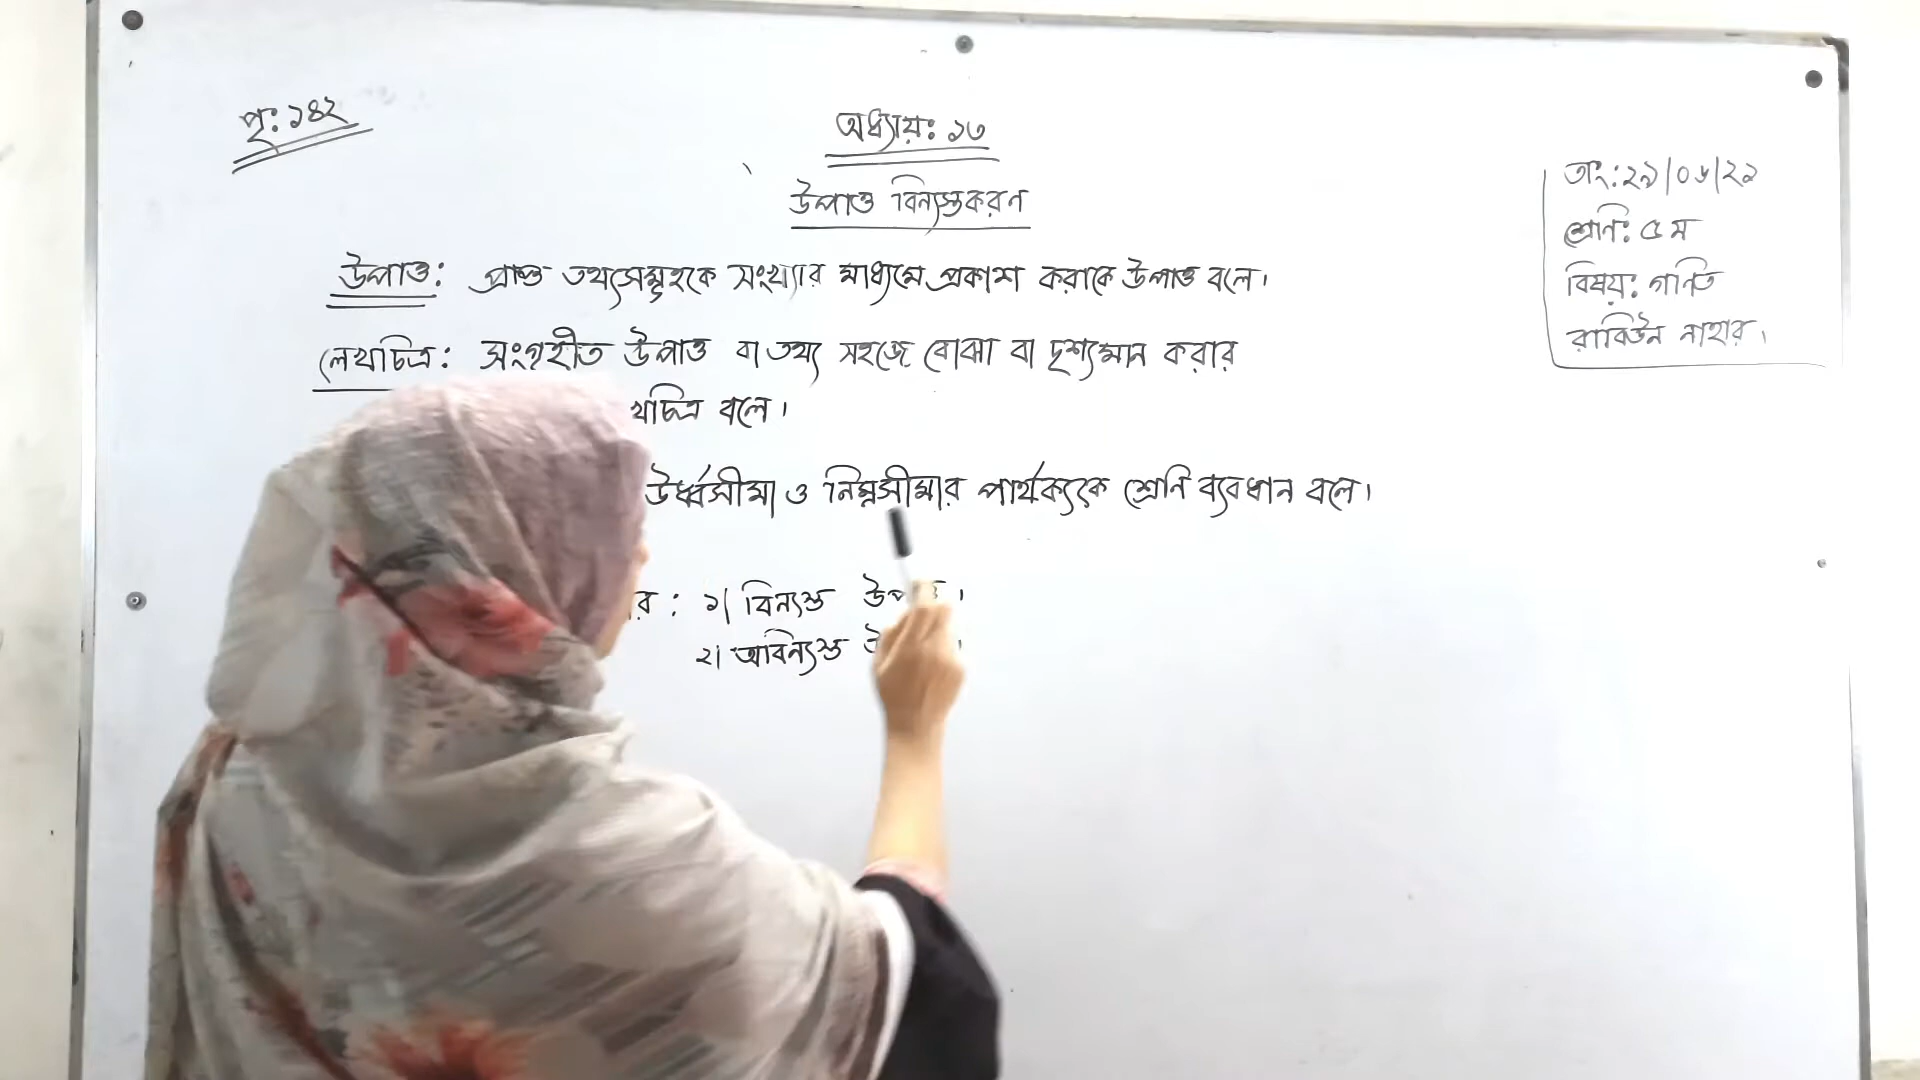 পৃ: ১৪২
অধ্যায়: ১৩
উপাত্ত বিন্যস্তকরণ
তাং: ২৯/০৬/২১
শ্রেণি: ৫ম
বিষয়: গণিত
রাবিউন নাহার।
উপাত্ত: প্রাপ্ত তথ্যসমূহকে সংখ্যার মাধ্যমে প্রকাশ করাকে উপাত্ত বলে।
লেখচিত্র: সংগৃহীত উপাত্ত বা তথ্য সহজে বোঝা বা দৃশ্যমান করার
খচিত্র বলে।
উর্ধ্বসীমা ও নিম্নসীমার পার্থক্যকে শ্রেণি ব্যবধান বলে।
র : ১। বিন্যস্ত
২। অবিন্যস্ত